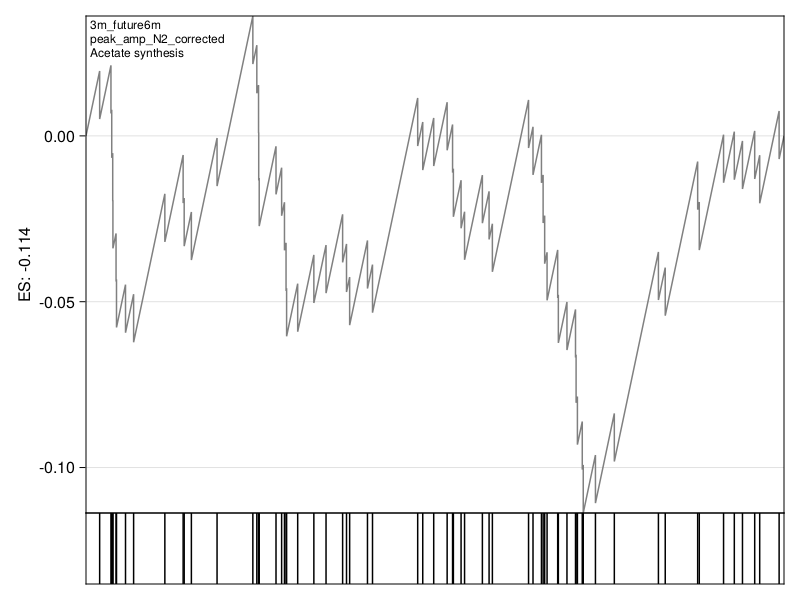 3m_future6m
peak_amp_N2_corrected
Acetate synthesis
0.00
-0.05
-0.10
ES: -0.114